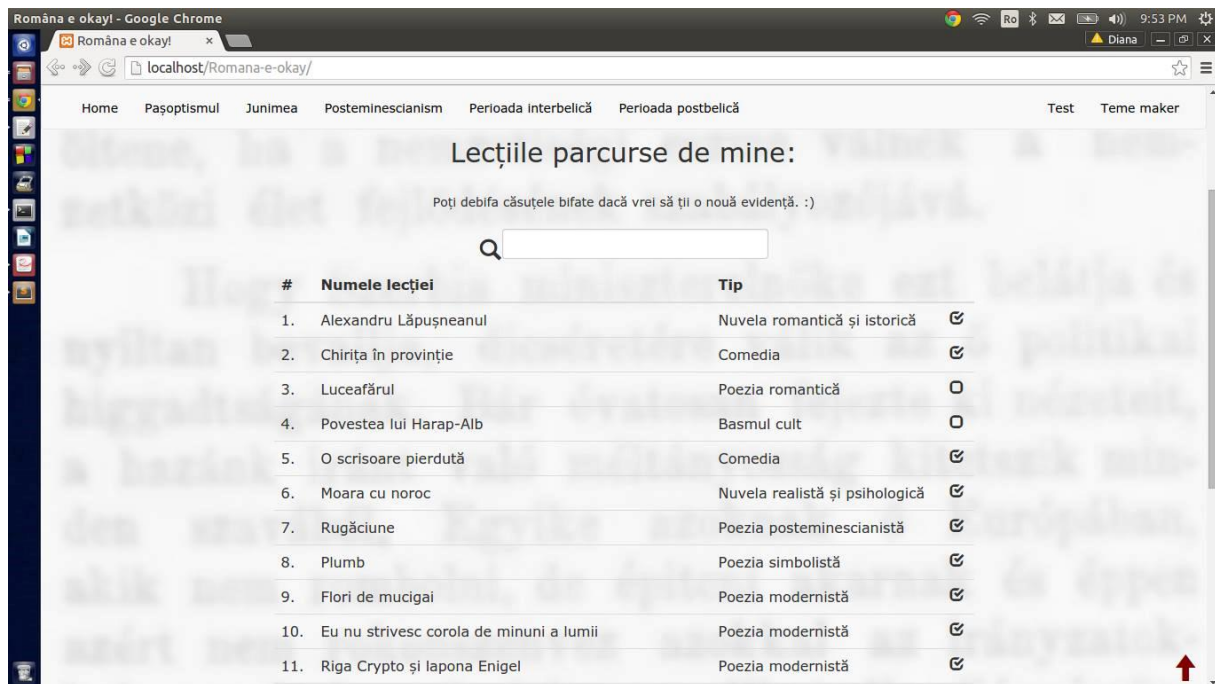 Româna e okay! - Google Chrome Ro 9:53 PM
Româna e okay! × Diana
localhost/Romana-e-okay/
Home Pașoptismul Junimea Posteminescianism Perioada interbelică Perioada postbelică Test Teme maker
Lecțiile parcurse de mine:
Poți debifa căsuțele bifate dacă vrei să ții o nouă evidență. :)
# Numele lecției Tip
1. Alexandru Lăpușneanul Nuvela romantică și istorică
2. Chirița în provinție Comedia
3. Luceafărul Poezia romantică
4. Povestea lui Harap-Alb Basmul cult
5. O scrisoare pierdută Comedia
6. Moara cu noroc Nuvela realistă și psihologică
7. Rugăciune Poezia posteminescianistă
8. Plumb Poezia simbolistă
9. Flori de mucigai Poezia modernistă
10. Eu nu strivesc corola de minuni a lumii Poezia modernistă
11. Riga Crypto și lapona Enigel Poezia modernistă